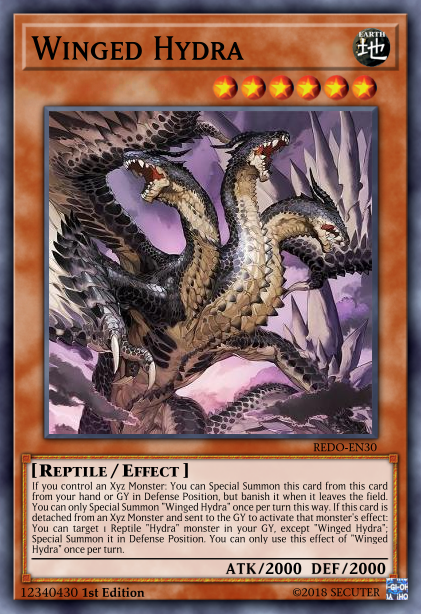 Winged Hydra
EARTH
地
REDO-EN30
[ Reptile / Effect ]
If you control an Xyz Monster: You can Special Summon this card from this
card from your hand or GY in Defense Position, but banish it when it leaves the field.
You can only Special Summon "Winged Hydra" once per turn this way. If this card is
detached from an Xyz Monster and sent to the GY to activate that monster's effect:
You can target 1 Reptile "Hydra" monster in your GY, except "Winged Hydra";
Special Summon it in Defense Position. You can only use this effect of "Winged
Hydra" once per turn.
ATK/2000 DEF/2000
12340430 1st Edition
©2018 SECUTER